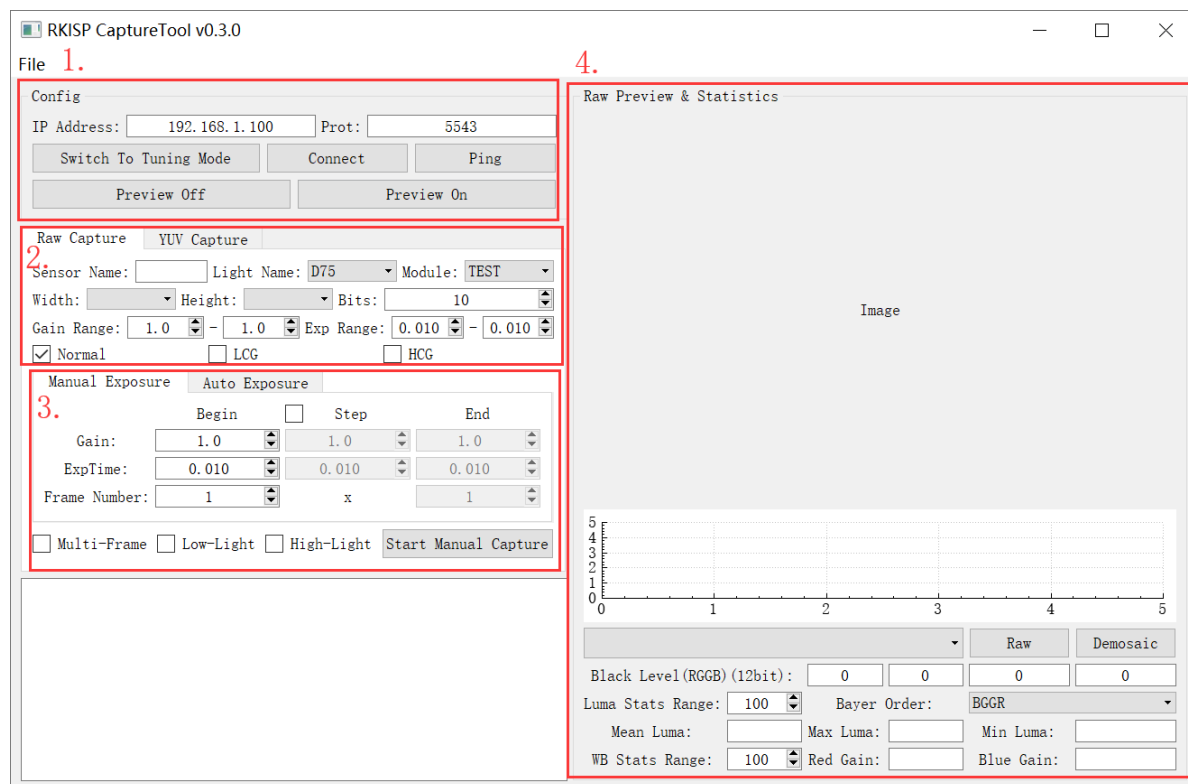 RKISP CaptureTool v0.3.0
File 1.
4.
Config
IP Address: 192.168.1.100 Prot: 5543
Switch To Tuning Mode Connect Ping
Preview Off Preview On
Raw Capture YUV Capture
2.
Sensor Name: Light Name: D75 Module: TEST
Width: Height: Bits: 10
Gain Range: 1.0 - 1.0 Exp Range: 0.010 - 0.010
Normal LCG HCG
Manual Exposure Auto Exposure
3.
Begin Step End
Gain: 1.0 1.0 1.0
ExpTime: 0.010 0.010 0.010
Frame Number: 1 x 1
Multi-Frame Low-Light High-Light Start Manual Capture
Raw Preview & Statistics
Image
5
4
3
2
1
0
0 1 2 3 4 5
Raw Demosaic
Black Level(RGGB)(12bit): 0 0 0 0
Luma Stats Range: 100 Bayer Order: BGGR
Mean Luma: Max Luma: Min Luma:
WB Stats Range: 100 Red Gain: Blue Gain: